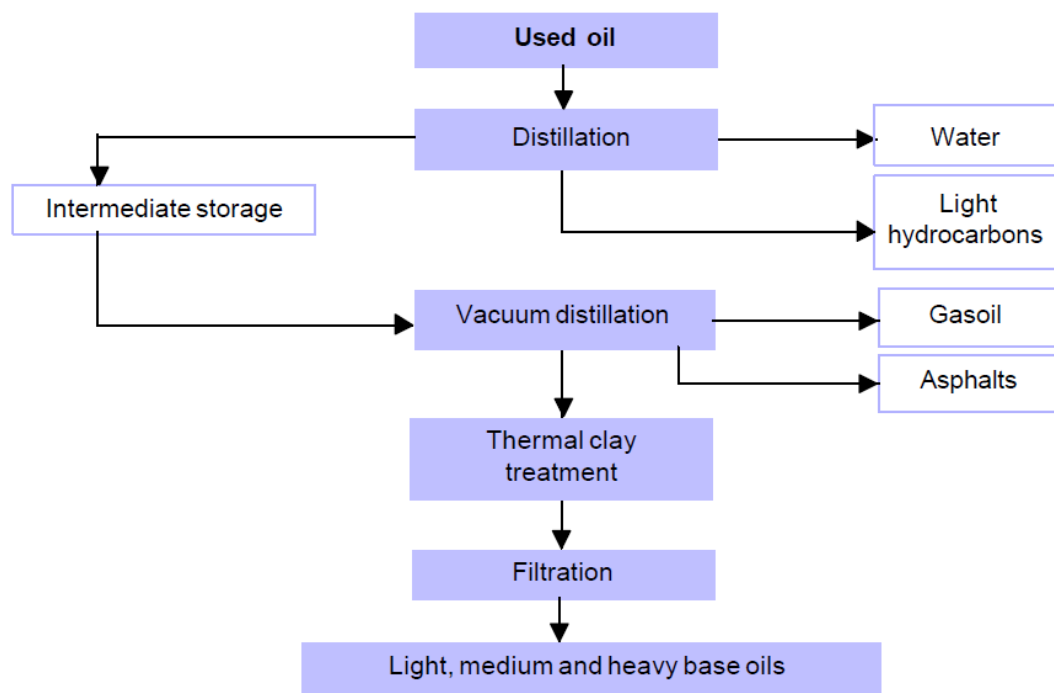 Used oil
Distillation
Water
Intermediate storage
Light
hydrocarbons
Vacuum distillation
Gasoil
Asphalts
Thermal clay
treatment
Filtration
Light, medium and heavy base oils